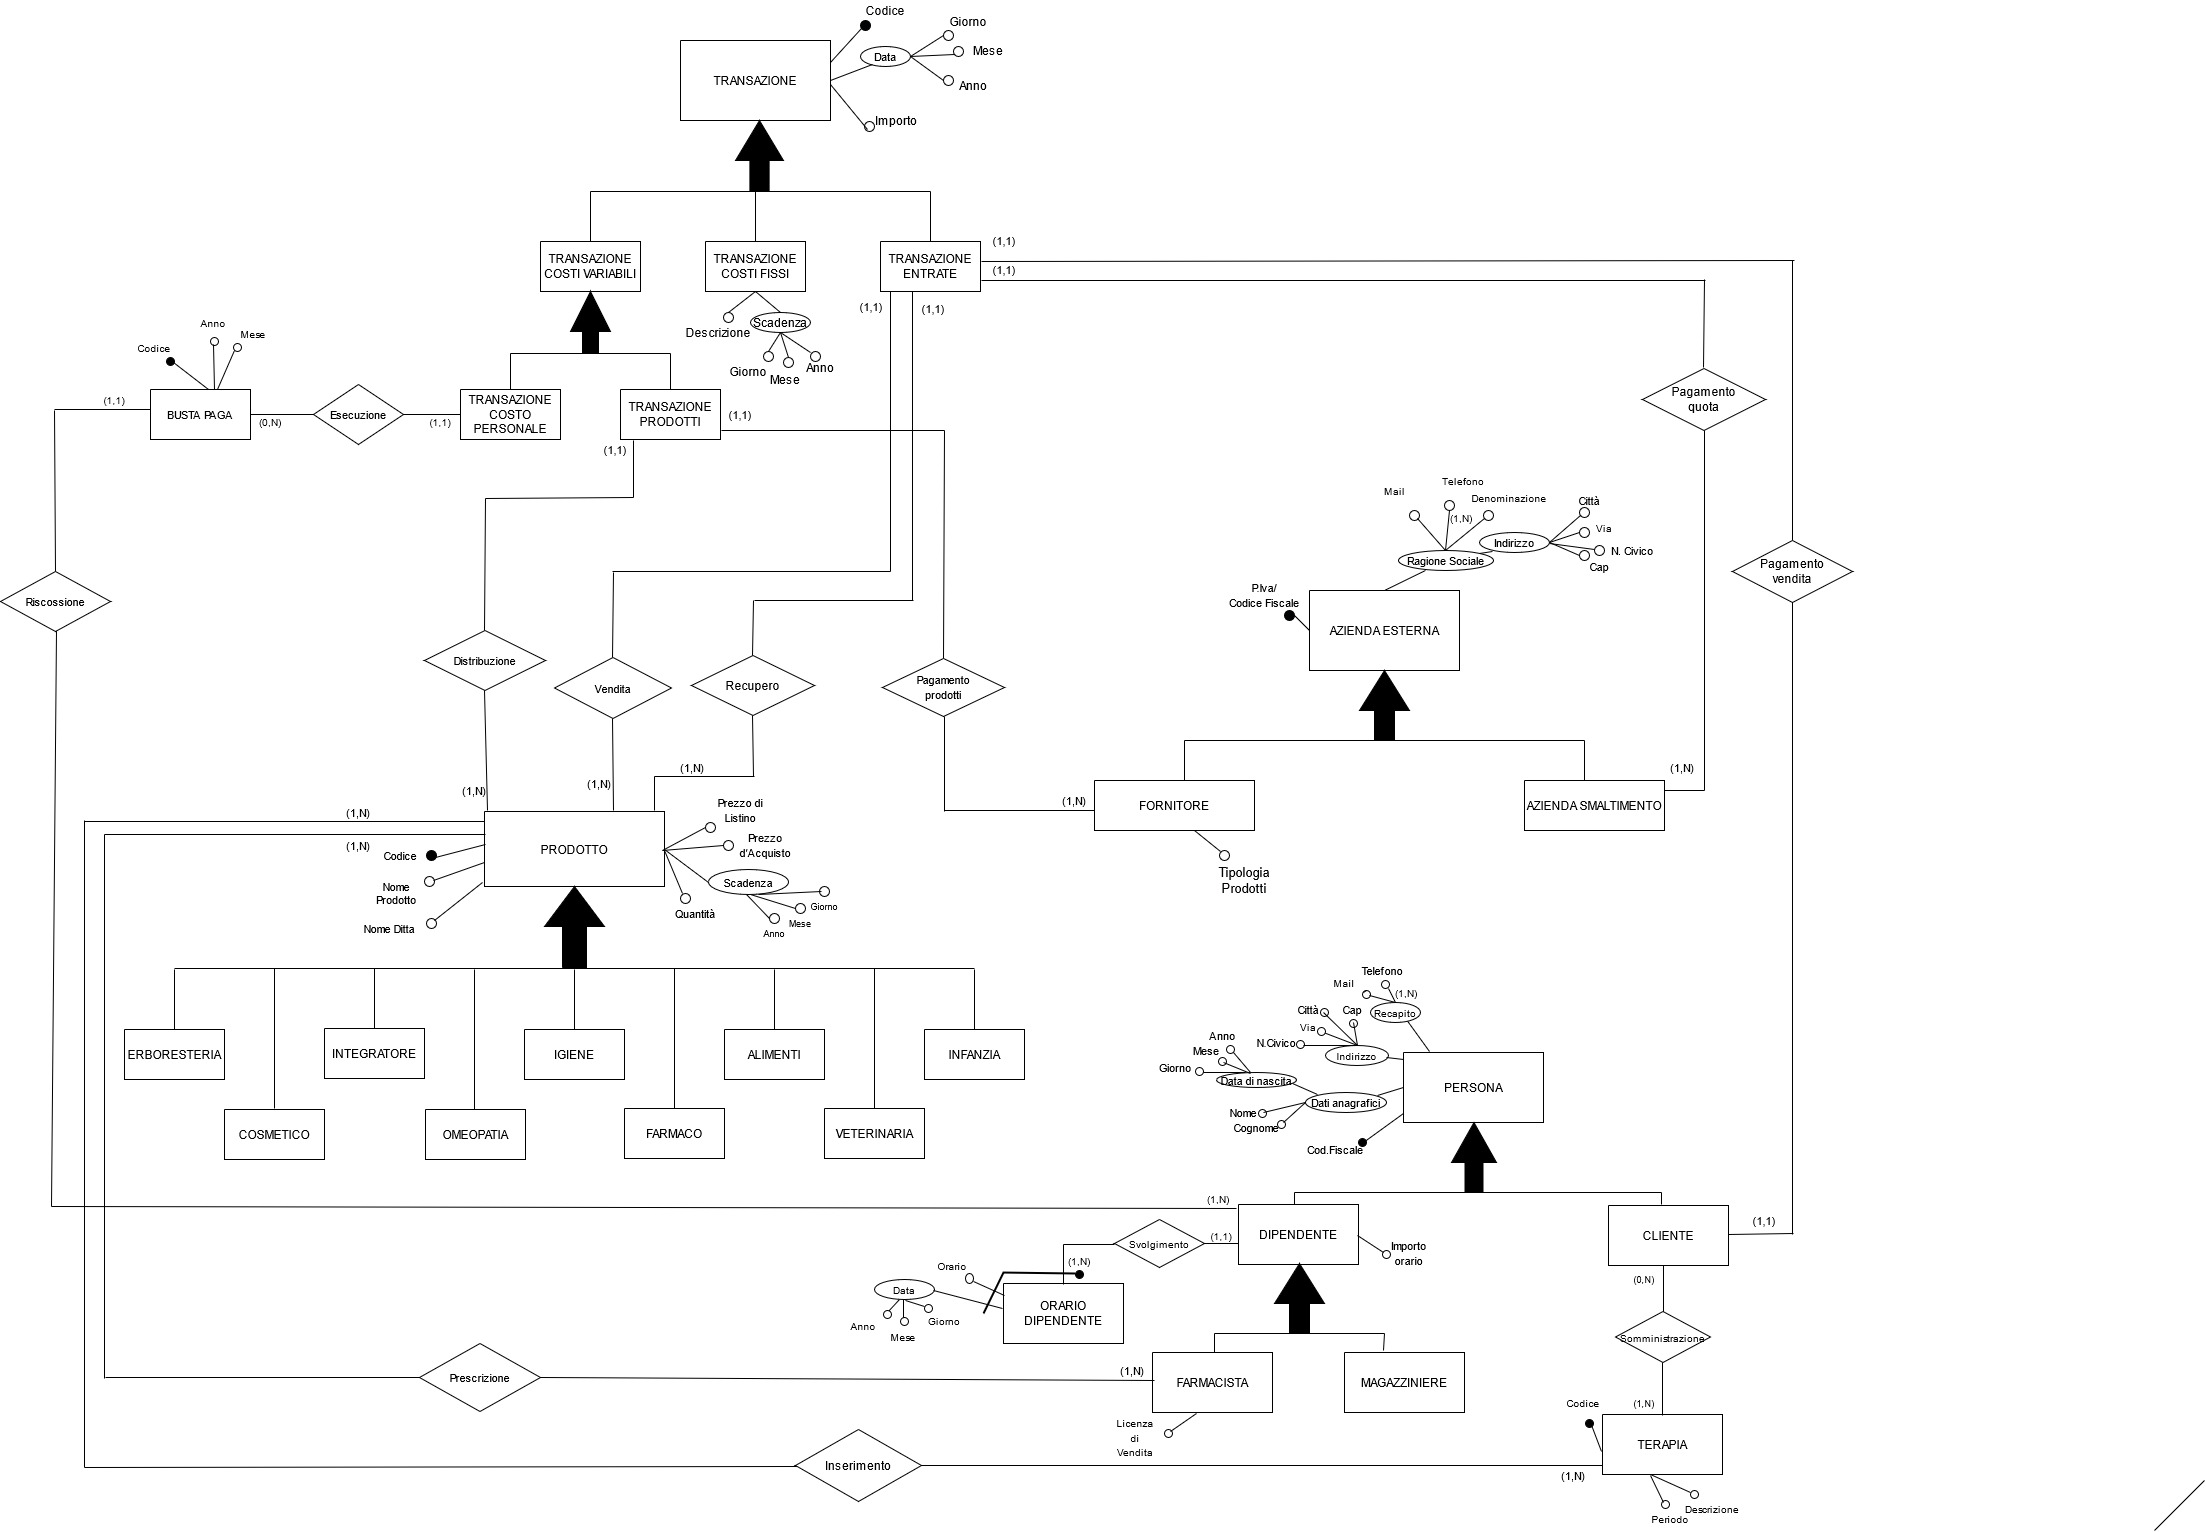 Codice
Giorno
Data
Mese
Anno
Importo
TRANSAZIONE
TRANSAZIONE
COSTI VARIABILI
TRANSAZIONE
COSTI FISSI
TRANSAZIONE
ENTRATE
(1,1)
(1,1)
(1,1)
(1,1)
Descrizione
Scadenza
Giorno
Mese
Anno
Anno
Mese
Codice
(1,1)
BUSTA PAGA
(0,N)
Esecuzione
(1,1)
TRANSAZIONE
COSTO
PERSONALE
TRANSAZIONE
PRODOTTI
(1,1)
(1,1)
Pagamento
quota
Mail
Telefono
(1,N)
Denominazione
Città
Via
N. Civico
Cap
Indirizzo
Ragione Sociale
P.Iva/
Codice Fiscale
AZIENDA ESTERNA
Pagamento
vendita
Riscossione
Distribuzione
Vendita
Recupero
Pagamento
prodotti
(1,N)
(1,N)
(1,N)
(1,N)
(1,N)
FORNITORE
AZIENDA SMALTIMENTO
Tipologia
Prodotti
(1,N)
(1,N)
PRODOTTO
Codice
Nome
Prodotto
Nome Ditta
Prezzo di
Listino
Prezzo
d'Acquisto
Scadenza
Quantità
Anno
Mese
Giorno
ERBORESTERIA
INTEGRATORE
IGIENE
ALIMENTI
INFANZIA
COSMETICO
OMEOPATIA
FARMACO
VETERINARIA
Telefono
Mail
(1,N)
Recapito
Città
Cap
Via
N.Civico
Indirizzo
Anno
Mese
Giorno
Data di nascita
Dati anagrafici
Nome
Cognome
Cod.Fiscale
PERSONA
(1,N)
DIPENDENTE
(1,1)
Importo
orario
CLIENTE
(1,1)
(0,N)
Svolgimento
(1,N)
Orario
Data
Anno
Mese
Giorno
ORARIO
DIPENDENTE
Somministrazione
Prescrizione
(1,N)
FARMACISTA
MAGAZZINIERE
Licenza
di
Vendita
Codice
(1,N)
TERAPIA
Inserimento
(1,N)
Descrizione
Periodo